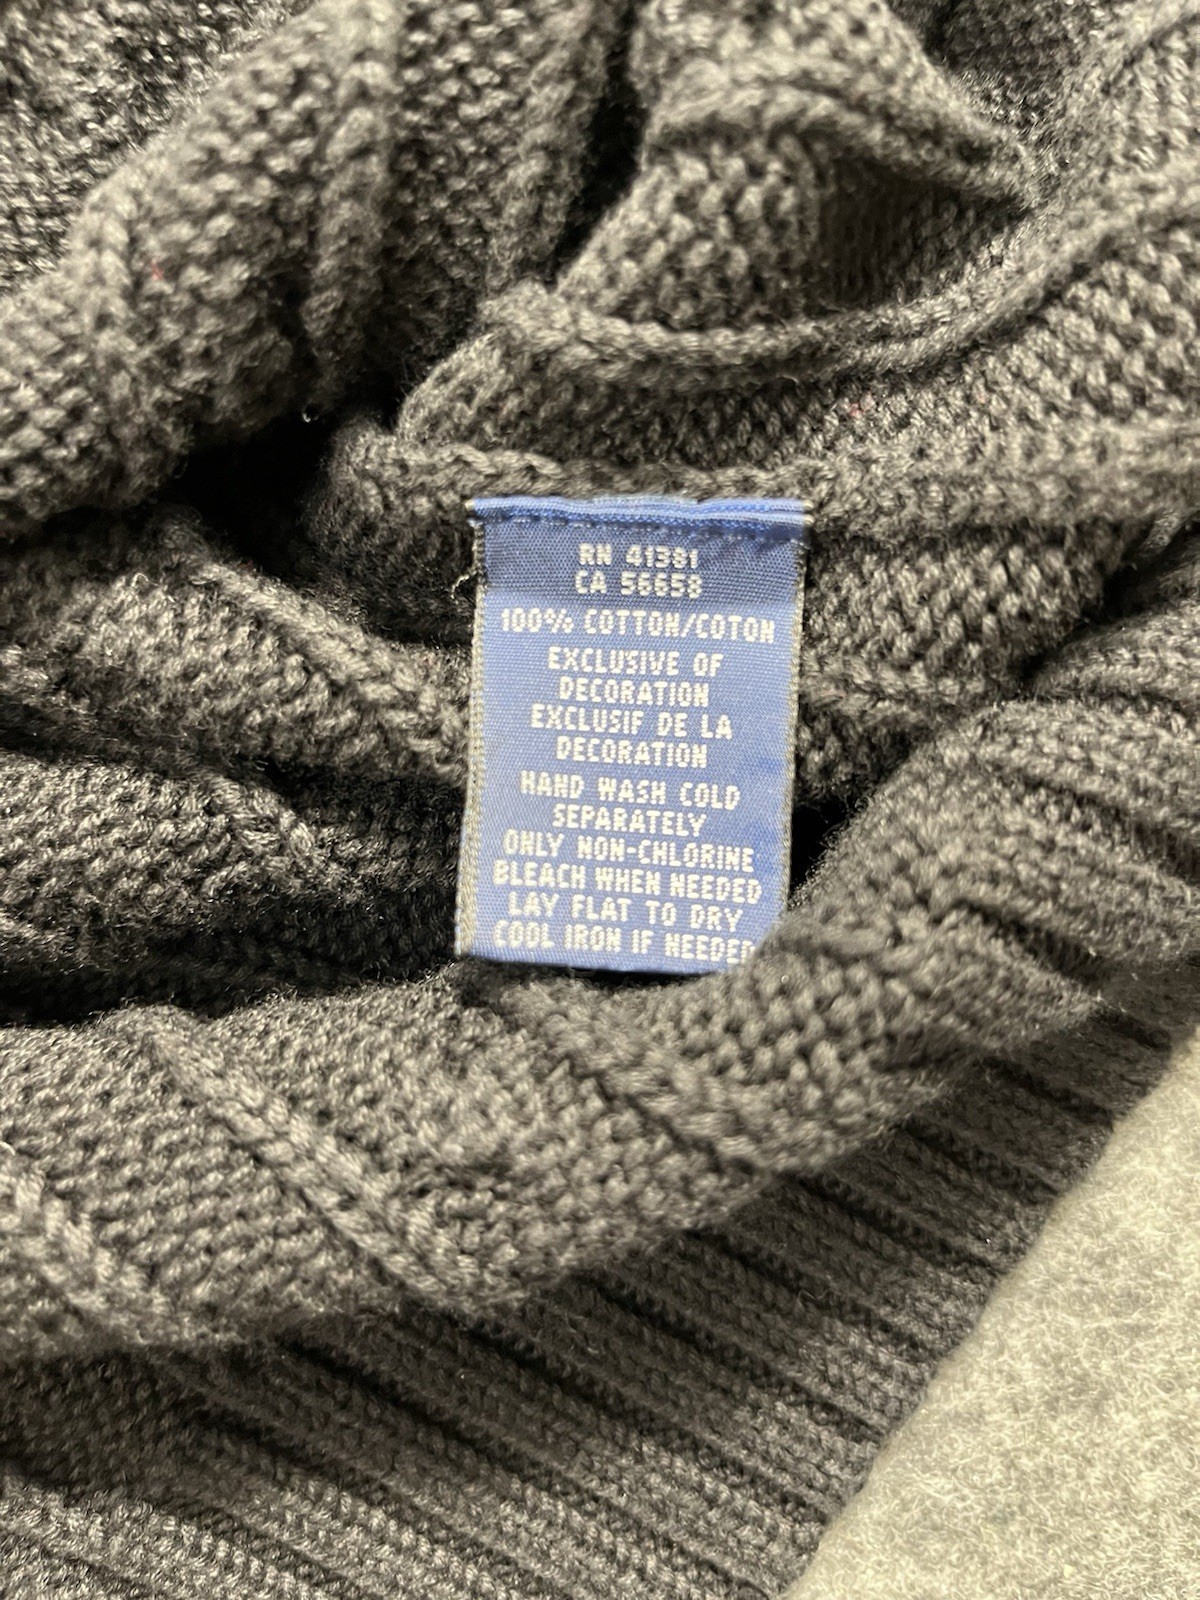 RN 41381
CA 56658
100% COTTON/COTON
EXCLUSIVE OF
DECORATION
EXCLUSIF DE LA
DECORATION
HAND WASH COLD
SEPARATELY
ONLY NON-CHLORINE
BLEACH WHEN NEEDED
LAY FLAT TO DRY
COOL IRON IF NEEDED